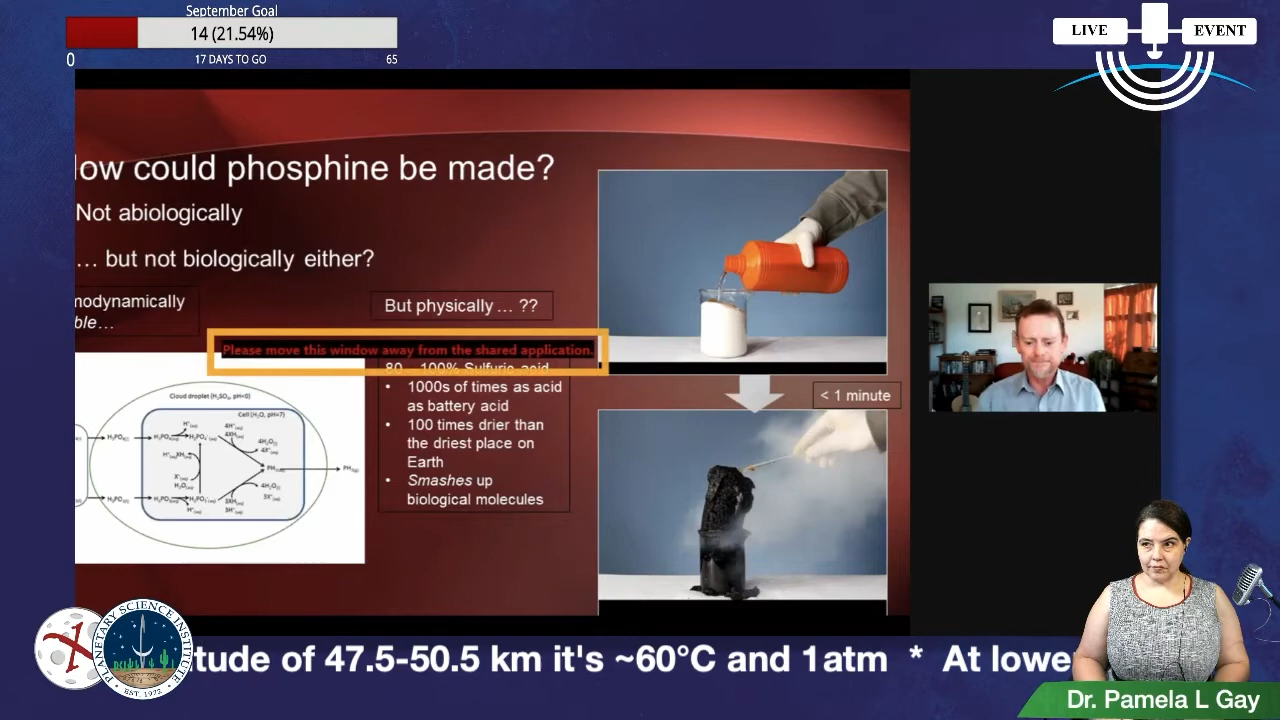 September Goal
14 (21.54%)
0
17 DAYS TO GO
65
LIVE
EVENT
ow could phosphine be made?
Not abiologically
… but not biologically either?
modynamically
ble…
But physically … ??
Please move this window away from the shared application.
80 – 100% Sulfuric acid
• 1000s of times as acid
as battery acid
• 100 times drier than
the driest place on
Earth
• Smashes up
biological molecules
< 1 minute
Cloud droplet (H₂SO₄, pH<0)
Cell (H₂O, pH=7)
PLANETARY SCIENCE INSTITUTE
EST. 1972
tude of 47.5-50.5 km it's ~60°C and 1atm * At lowe
Dr. Pamela L Gay